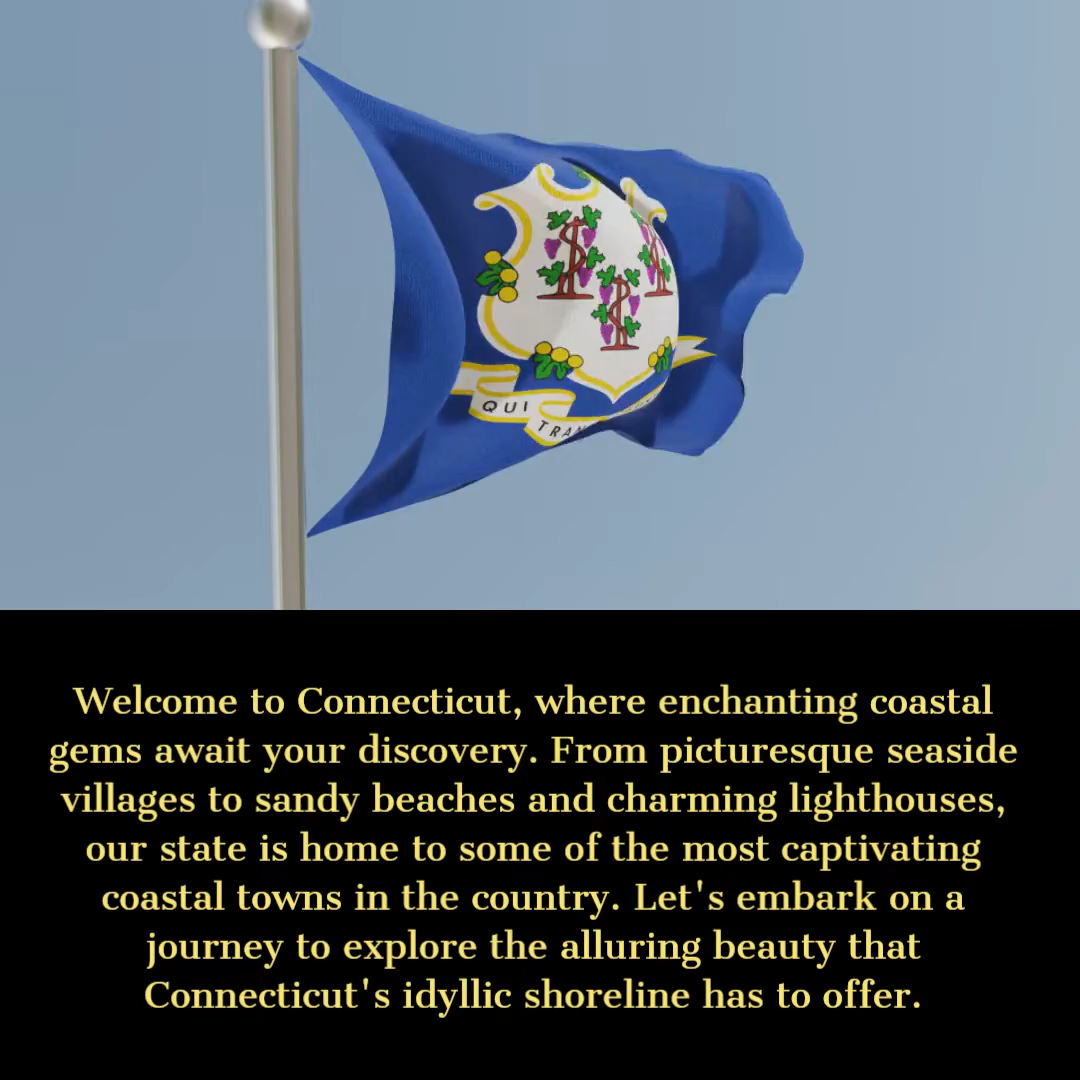 QUI
Welcome to Connecticut, where enchanting coastal
gems await your discovery. From picturesque seaside
villages to sandy beaches and charming lighthouses,
our state is home to some of the most captivating
coastal towns in the country. Let's embark on a
journey to explore the alluring beauty that
Connecticut's idyllic shoreline has to offer.